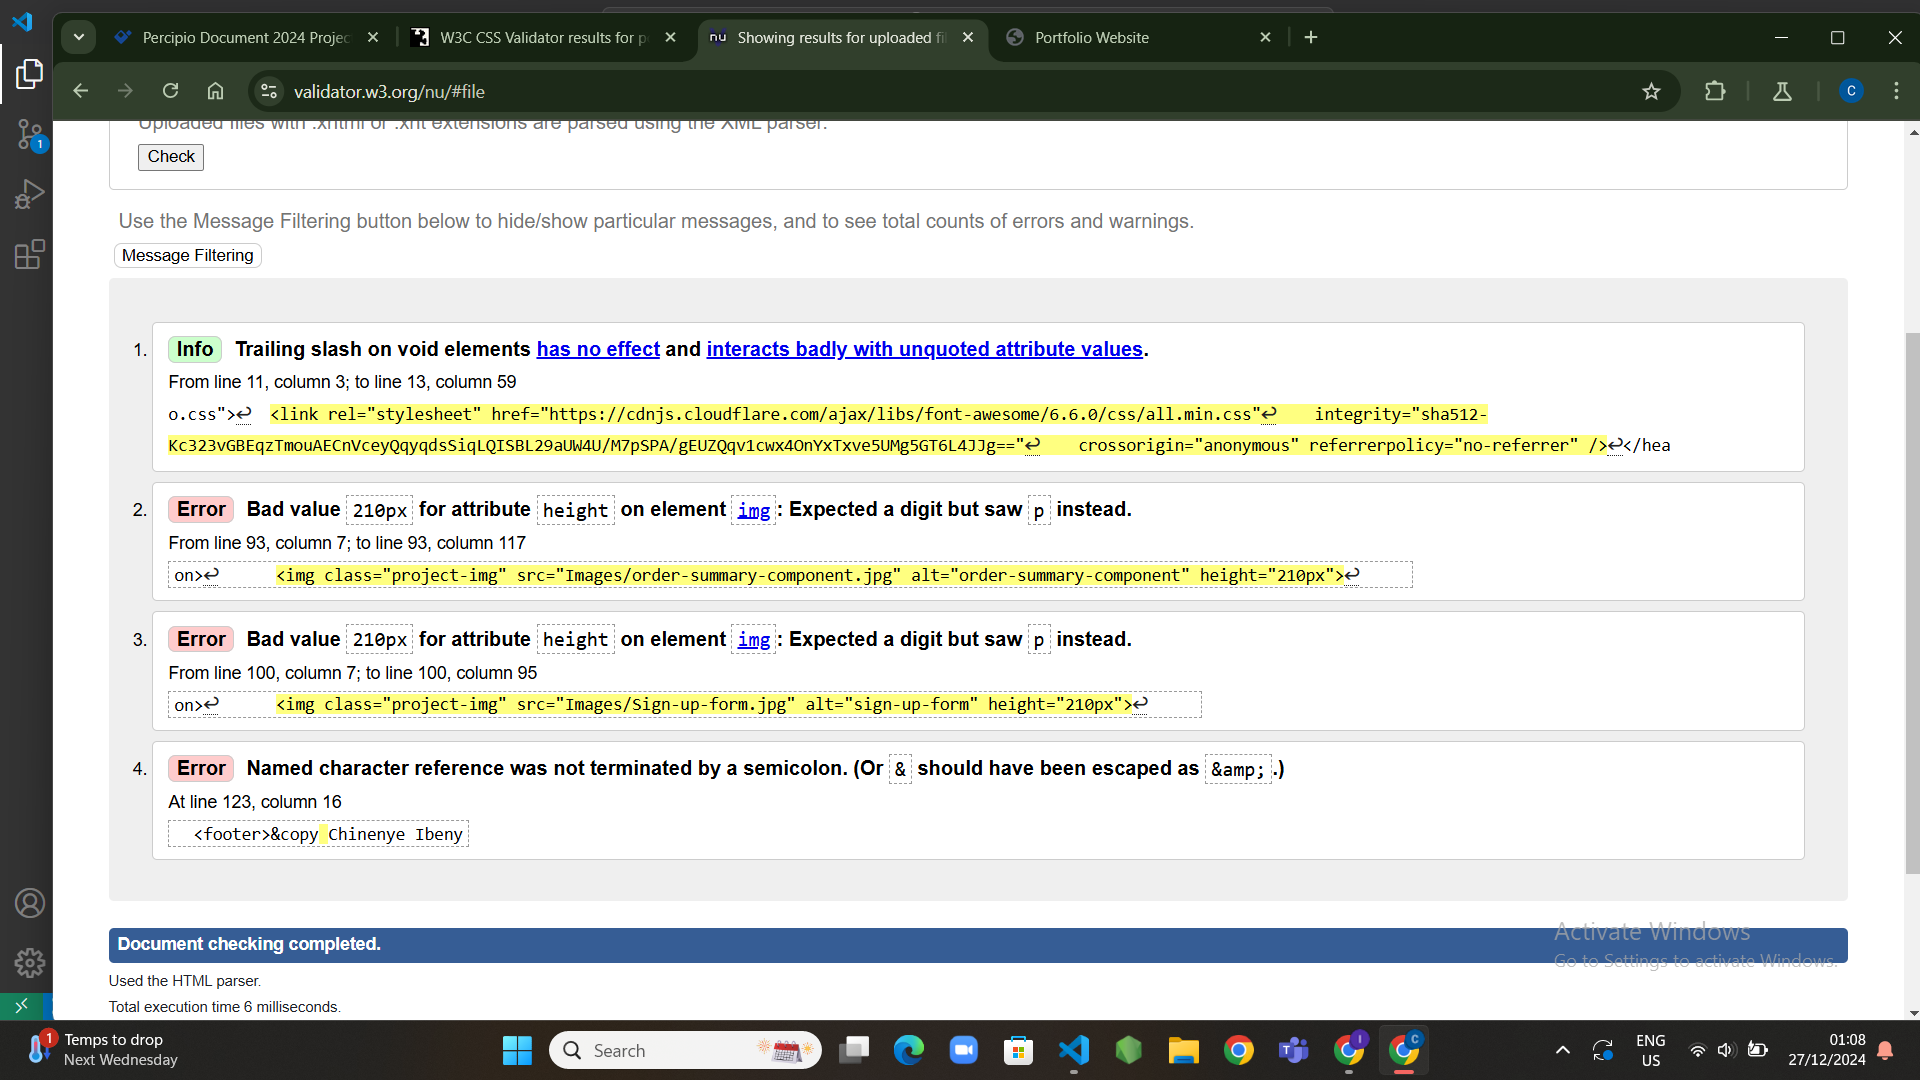 Percipio Document 2024 Projec
W3C CSS Validator results for p
nu Showing results for uploaded fi
Portfolio Website
validator.w3.org/nu/#file
C
1
Uploaded files with .xhtml or .xht extensions are parsed using the XML parser.
Check
Use the Message Filtering button below to hide/show particular messages, and to see total counts of errors and warnings.
Message Filtering
1. Info Trailing slash on void elements has no effect and interacts badly with unquoted attribute values.
From line 11, column 3; to line 13, column 59
o.css">↩ <link rel="stylesheet" href="https://cdnjs.cloudflare.com/ajax/libs/font-awesome/6.6.0/css/all.min.css"↩ integrity="sha512-
Kc323vGBEqzTmouAECnVceyQqyqdsSiqLQISBL29aUW4U/M7pSPA/gEUZQqv1cwx4OnYxTxve5UMg5GT6L4JJg=="↩ crossorigin="anonymous" referrerpolicy="no-referrer" />↩</hea
2. Error Bad value 210px for attribute height on element img: Expected a digit but saw p instead.
From line 93, column 7; to line 93, column 117
on>↩ <img class="project-img" src="Images/order-summary-component.jpg" alt="order-summary-component" height="210px">↩
3. Error Bad value 210px for attribute height on element img: Expected a digit but saw p instead.
From line 100, column 7; to line 100, column 95
on>↩ <img class="project-img" src="Images/Sign-up-form.jpg" alt="sign-up-form" height="210px">↩
4. Error Named character reference was not terminated by a semicolon. (Or & should have been escaped as &amp;.)
At line 123, column 16
<footer>&copy Chinenye Ibeny
Document checking completed.
Used the HTML parser.
Total execution time 6 milliseconds.
Activate Windows
Go to Settings to activate Windows.
1
Temps to drop
Next Wednesday
Search
I
C
ENG
US
01:08
27/12/2024